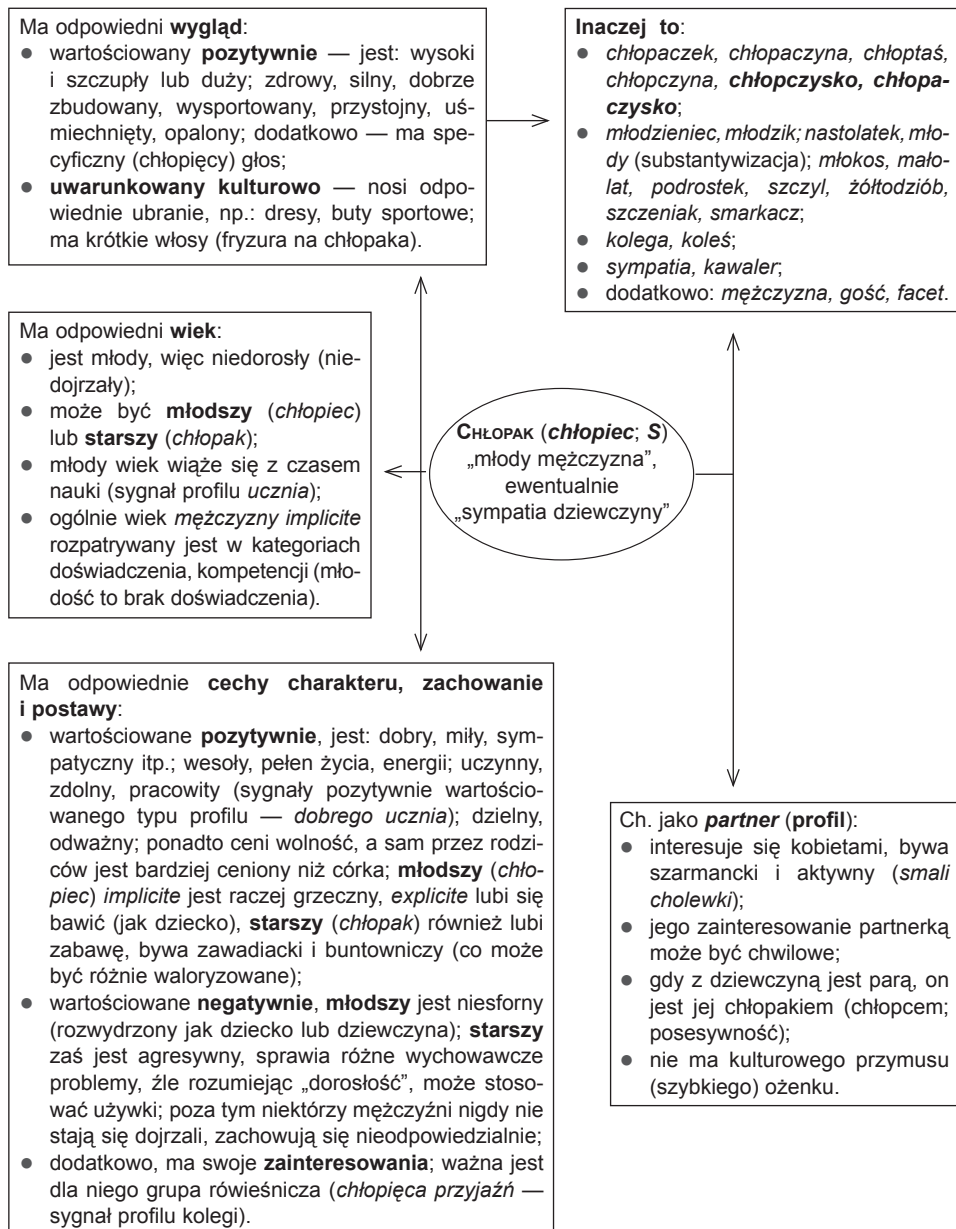 Ma odpowiedni wygląd:
● wartościowany pozytywnie — jest: wysoki
i szczupły lub duży; zdrowy, silny, dobrze
zbudowany, wysportowany, przystojny, uś-
miechnięty, opalony; dodatkowo — ma spe-
cyficzny (chłopięcy) głos;
● uwarunkowany kulturowo — nosi odpo-
wiednie ubranie, np.: dresy, buty sportowe;
ma krótkie włosy (fryzura na chłopaka).
Inaczej to:
● chłopaczek, chłopaczyna, chłoptaś,
chłopczyna, chłopczysko, chłopa-
czysko;
● młodzieniec, młodzik; nastolatek, mło-
dy (substantywizacja); młokos, mało-
lat, podrostek, szczyl, żółtodziób,
szczeniak, smarkacz;
● kolega, koleś;
● sympatia, kawaler;
● dodatkowo: mężczyzna, gość, facet.
Ma odpowiedni wiek:
● jest młody, więc niedorosły (nie-
dojrzały);
● może być młodszy (chłopiec)
lub starszy (chłopak);
● młody wiek wiąże się z czasem
nauki (sygnał profilu ucznia);
● ogólnie wiek mężczyzny implicite
rozpatrywany jest w kategoriach
doświadczenia, kompetencji (mło-
dość to brak doświadczenia).
CHŁOPAK (chłopiec; S)
„młody mężczyzna”,
ewentualnie
„sympatia dziewczyny”
Ma odpowiednie cechy charakteru, zachowanie
i postawy:
● wartościowane pozytywnie, jest: dobry, miły, sym-
patyczny itp.; wesoły, pełen życia, energii; uczynny,
zdolny, pracowity (sygnały pozytywnie wartościo-
wanego typu profilu — dobrego ucznia); dzielny,
odważny; ponadto ceni wolność, a sam przez rodzi-
ców jest bardziej ceniony niż córka; młodszy (chło-
piec) implicite jest raczej grzeczny, explicite lubi się
bawić (jak dziecko), starszy (chłopak) również lubi
zabawę, bywa zawadiacki i buntowniczy (co może
być różnie waloryzowane);
● wartościowane negatywnie, młodszy jest niesforny
(rozwydrzony jak dziecko lub dziewczyna); starszy
zaś jest agresywny, sprawia różne wychowawcze
problemy, źle rozumiejąc „dorosłość”, może stoso-
wać używki; poza tym niektórzy mężczyźni nigdy nie
stają się dojrzali, zachowują się nieodpowiedzialnie;
● dodatkowo, ma swoje zainteresowania; ważna jest
dla niego grupa rówieśnicza (chłopięca przyjaźń —
sygnał profilu kolegi).
Ch. jako partner (profil):
● interesuje się kobietami, bywa
szarmancki i aktywny (smali
cholewki);
● jego zainteresowanie partnerką
może być chwilowe;
● gdy z dziewczyną jest parą, on
jest jej chłopakiem (chłopcem;
posesywność);
● nie ma kulturowego przymusu
(szybkiego) ożenku.